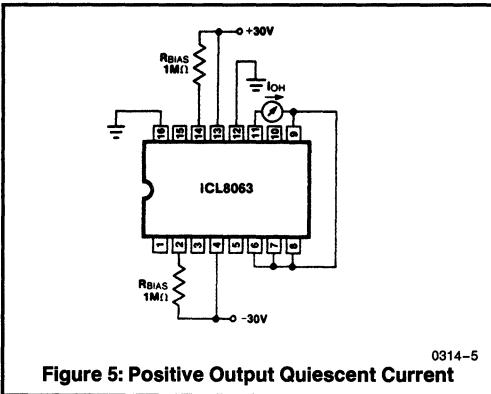 +30V
RBIAS
1MΩ
IOH
16 15 14 13 12 11 10 9
ICL8063
1 2 3 4 5 6 7 8
RBIAS
1MΩ
-30V
0314-5
Figure 5: Positive Output Quiescent Current